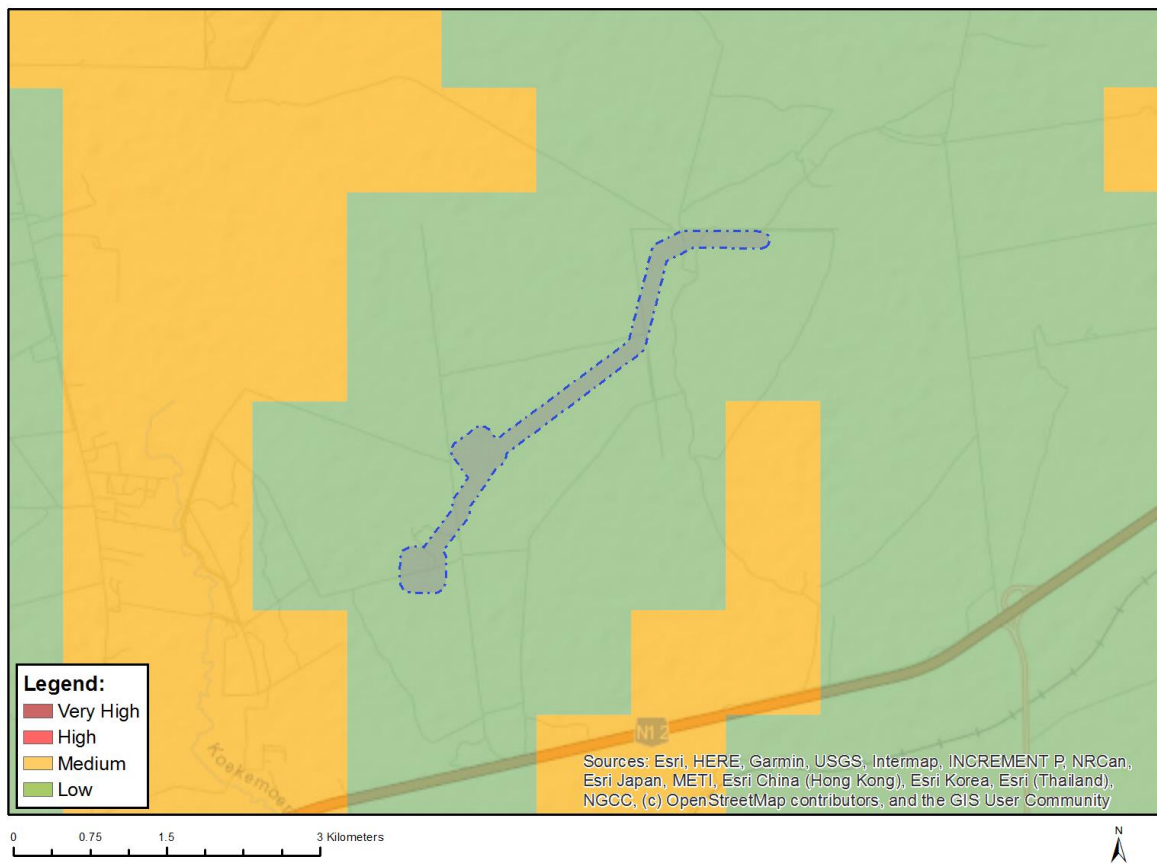 Legend:
Very High
High
Medium
Low
Koekemoer
N12
Sources: Esri, HERE, Garmin, USGS, Intermap, INCREMENT P, NRCan,
Esri Japan, METI, Esri China (Hong Kong), Esri Korea, Esri (Thailand),
NGCC, (c) OpenStreetMap contributors, and the GIS User Community
0 0.75 1.5 3 Kilometers
N